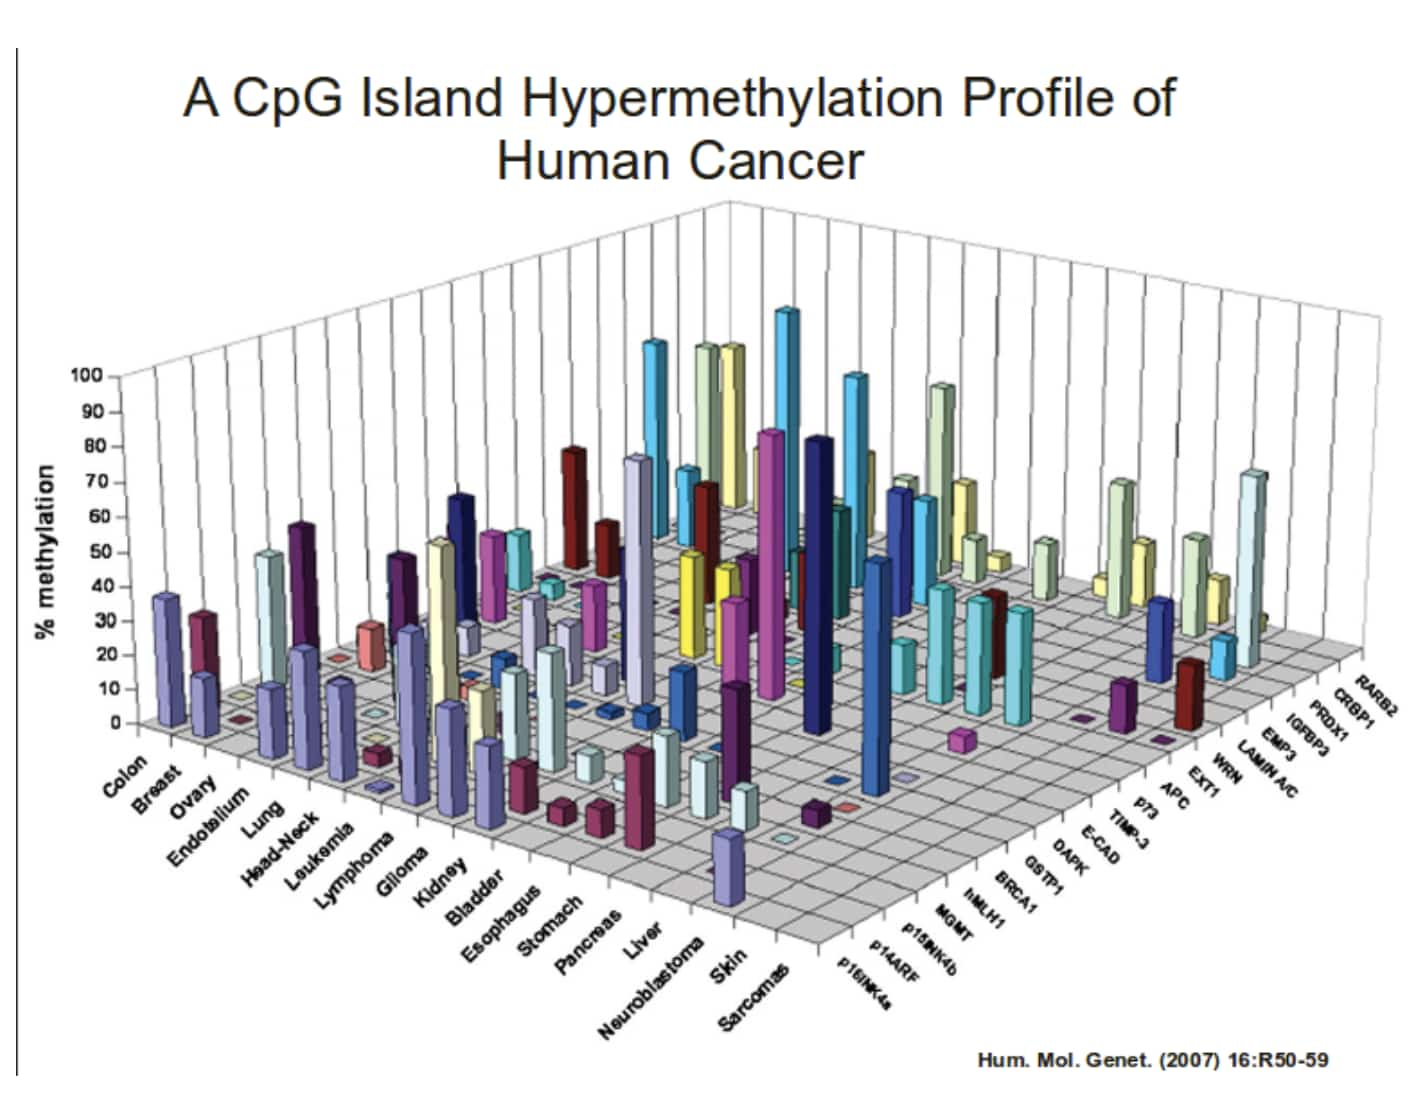 A CpG Island Hypermethylation Profile of
Human Cancer
% methylation
100
90
80
70
60
50
40
30
20
10
0
Colon
Breast
Ovary
Endotelium
Lung
Head-Neck
Leukemia
Lymphoma
Glioma
Kidney
Bladder
Esophagus
Stomach
Pancreas
Liver
Neuroblastoma
Skin
Sarcomas
p16INK4a
p14ARF
p15INK4b
MGMT
hMLH1
BRCA1
GSTP1
DAPK
E-CAD
TIMP-3
p73
APC
EXT1
WRN
LAMIN A/C
EMP3
IGFBP3
PRDX1
CRBP1
RARB2
Hum. Mol. Genet. (2007) 16:R50-59